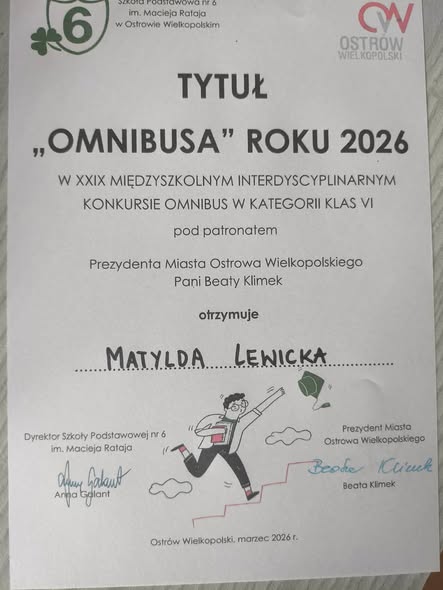 Szkoła Podstawowa nr 6
im. Macieja Rataja
w Ostrowie Wielkopolskim
6
OSTRÓW
WIELKOPOLSKI
TYTUŁ
„OMNIBUSA” ROKU 2026
W XXIX MIĘDZYSZKOLNYM INTERDYSCYPLINARNYM
KONKURSIE OMNIBUS W KATEGORII KLAS VI
pod patronatem
Prezydenta Miasta Ostrowa Wielkopolskiego
Pani Beaty Klimek
otrzymuje
MATYLDA LEWICKA
Dyrektor Szkoły Podstawowej nr 6
im. Macieja Rataja
Anna Galant
Anna Galant
Prezydent Miasta
Ostrowa Wielkopolskiego
Beata Klimek
Beata Klimek
Ostrów Wielkopolski, marzec 2026 r.